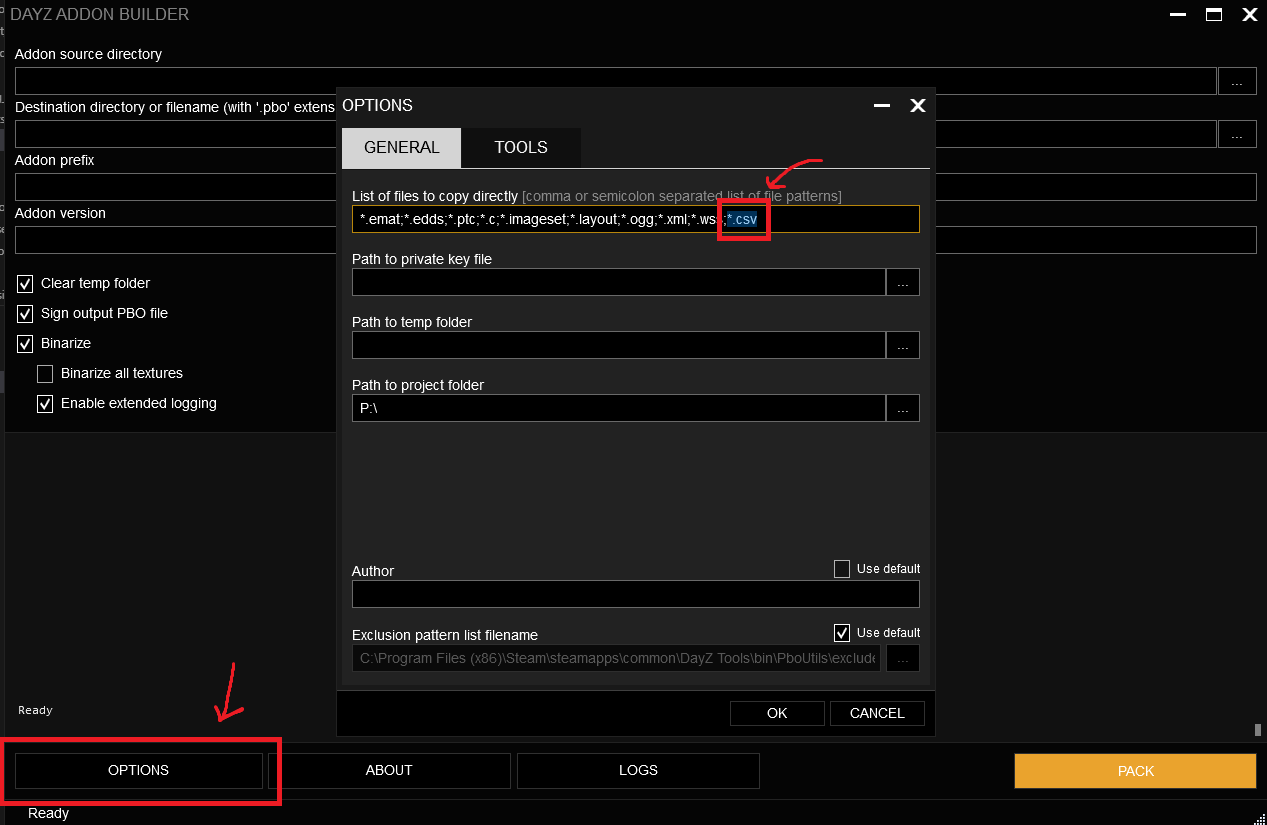 DAYZ ADDON BUILDER
Addon source directory
...
Destination directory or filename (with '.pbo' extens
...
Addon prefix
Addon version
Clear temp folder
Sign output PBO file
Binarize
Binarize all textures
Enable extended logging
OPTIONS
GENERAL TOOLS
List of files to copy directly [comma or semicolon separated list of file patterns]
*.emat;*.edds;*.ptc;*.c;*.imageset;*.layout;*.ogg;*.xml;*.wss;*.csv
Path to private key file
...
Path to temp folder
...
Path to project folder
P:\ ...
Author Use default
Exclusion pattern list filename Use default
C:\Program Files (x86)\Steam\steamapps\common\DayZ Tools\bin\PboUtils\exclude ...
OK CANCEL
Ready
OPTIONS ABOUT LOGS PACK
Ready